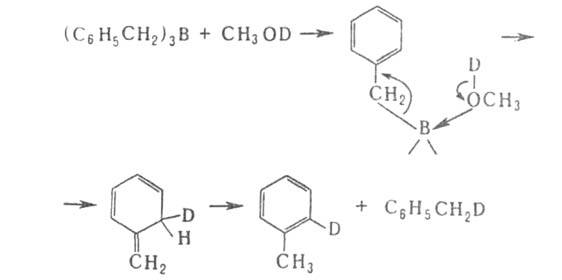 (C6H5CH2)3B + CH3OD
D
CH2
OCH3
B
D
H
CH2
D
+ C6H5CH2D
CH3